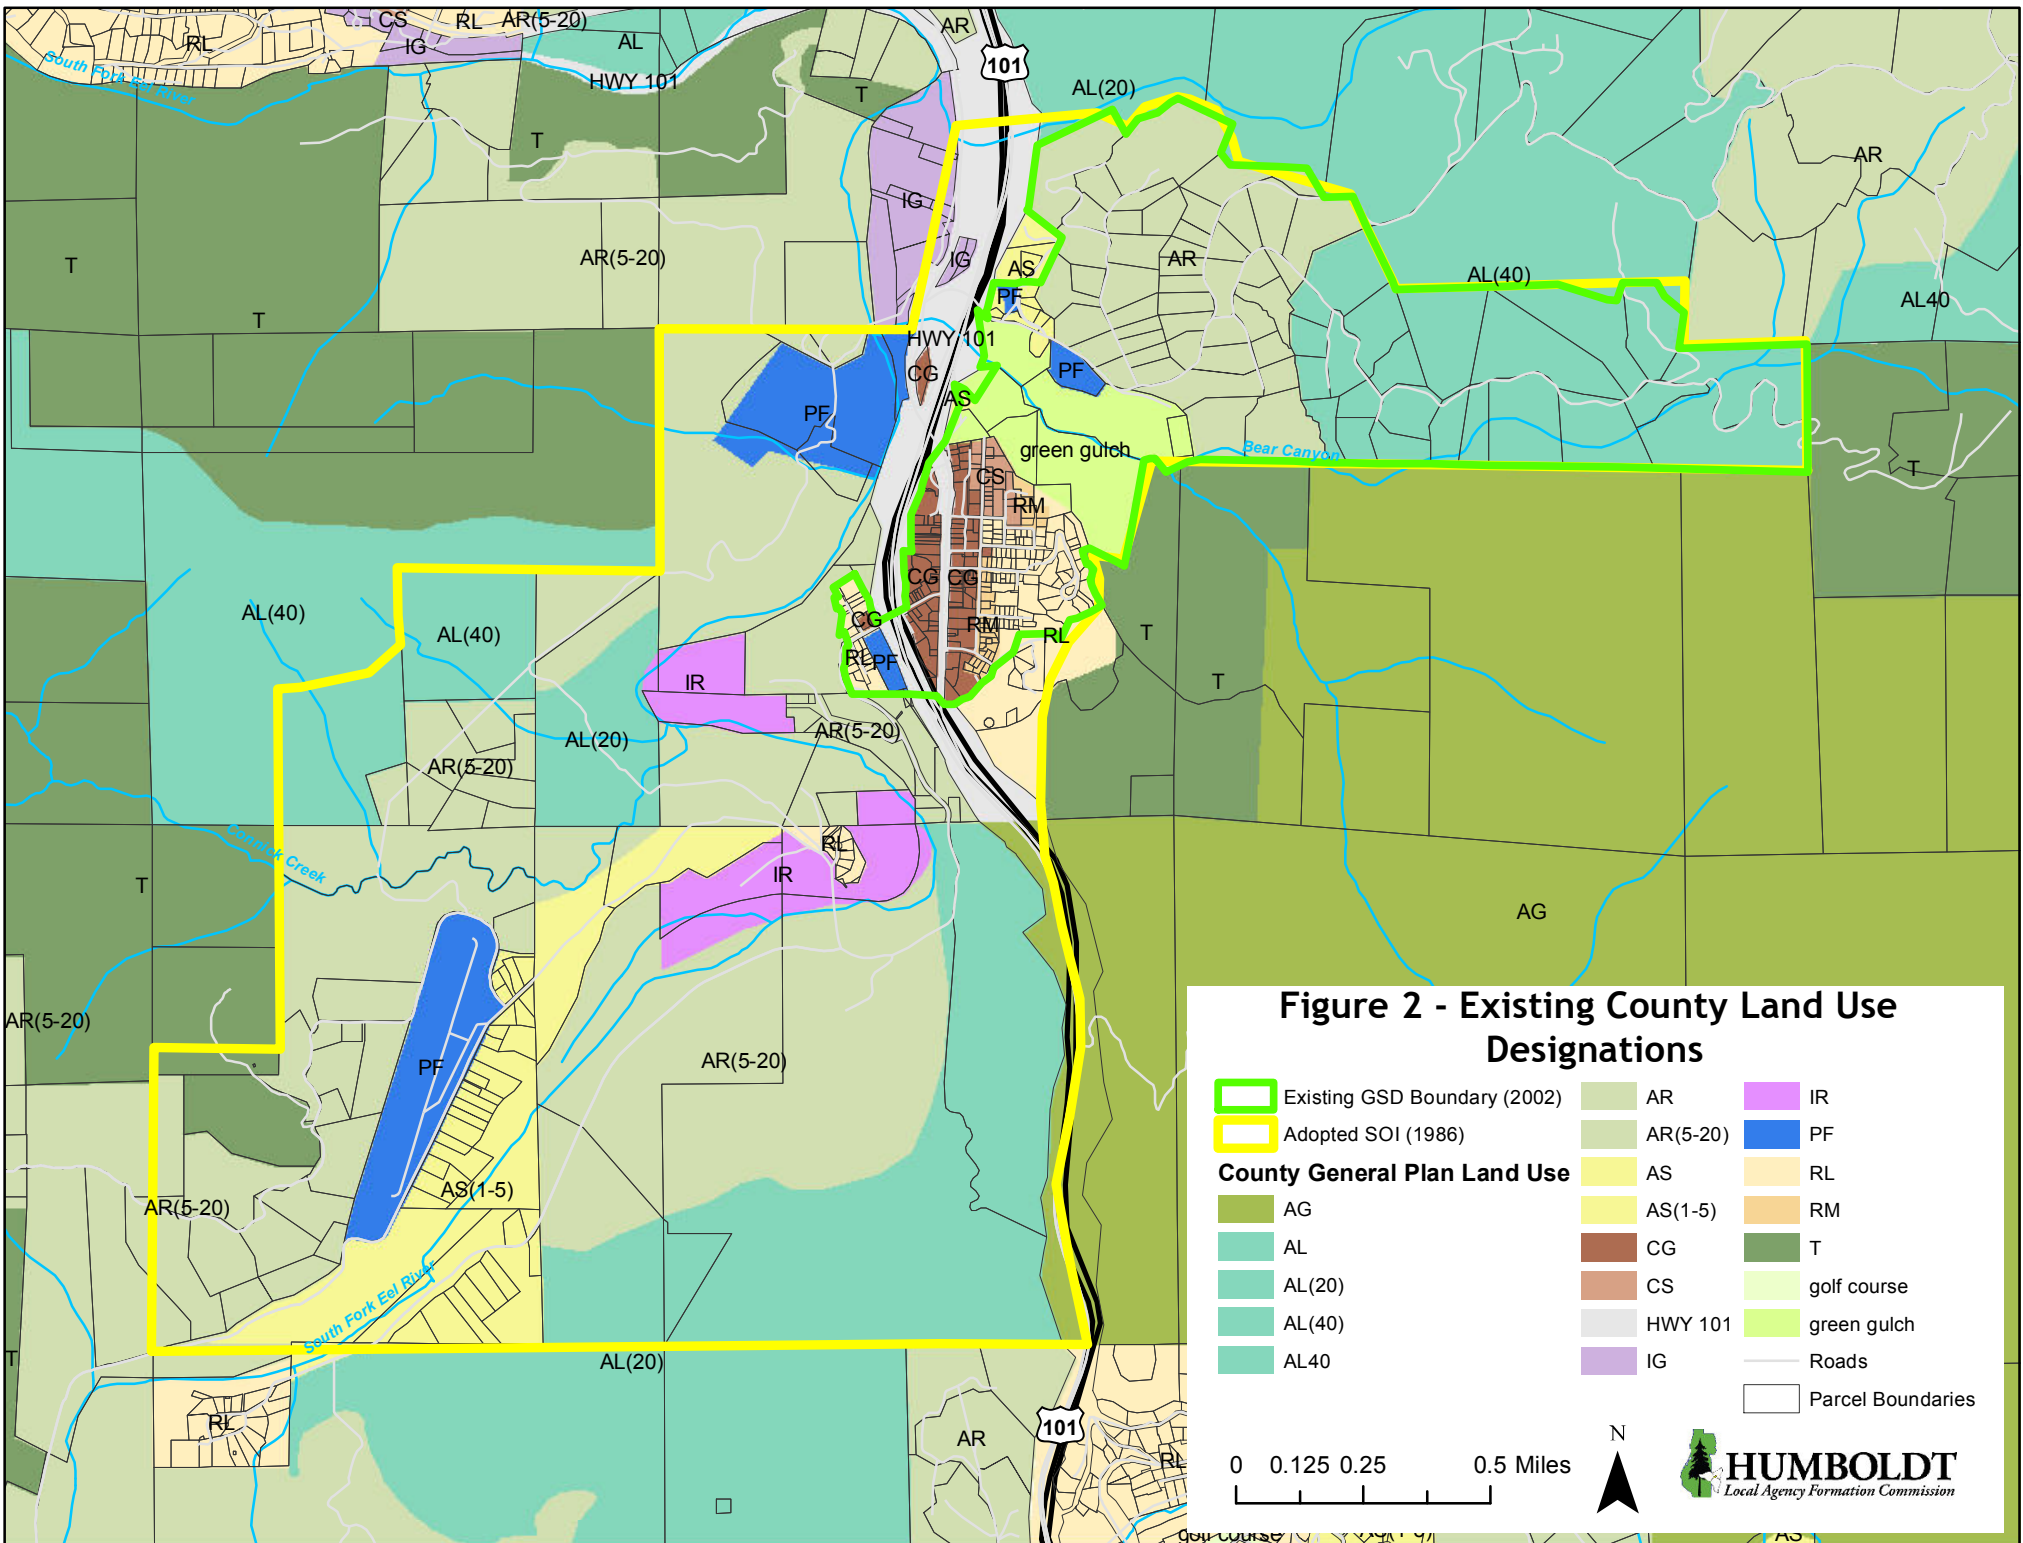 CS
RL
AR(5-20)
RL
IG
AL
HWY 101
South Fork Eel River
T
T
AR
101
AL(20)
AR
IG
IG
AS
PF
AR
AL(40)
AL40
T
T
AR(5-20)
HWY 101
CG
PF
PF
AS
green gulch
Bear Canyon
T
CS
RM
CG
CG
CG
RM
RL
RL
PF
T
T
AL(40)
AL(40)
IR
AL(20)
AR(5-20)
AR(5-20)
Connick Creek
T
RL
IR
AG
AR(5-20)
PF
AR(5-20)
AS(1-5)
AR(5-20)
South Fork Eel River
T
AL(20)
RL
AR
101
RL
golf course
AS(1-5)
AS
Figure 2 - Existing County Land Use
Designations
Existing GSD Boundary (2002)
Adopted SOI (1986)
County General Plan Land Use
AG
AL
AL(20)
AL(40)
AL40
AR
AR(5-20)
AS
AS(1-5)
CG
CS
HWY 101
IG
IR
PF
RL
RM
T
golf course
green gulch
Roads
Parcel Boundaries
0 0.125 0.25 0.5 Miles
N
HUMBOLDT
Local Agency Formation Commission